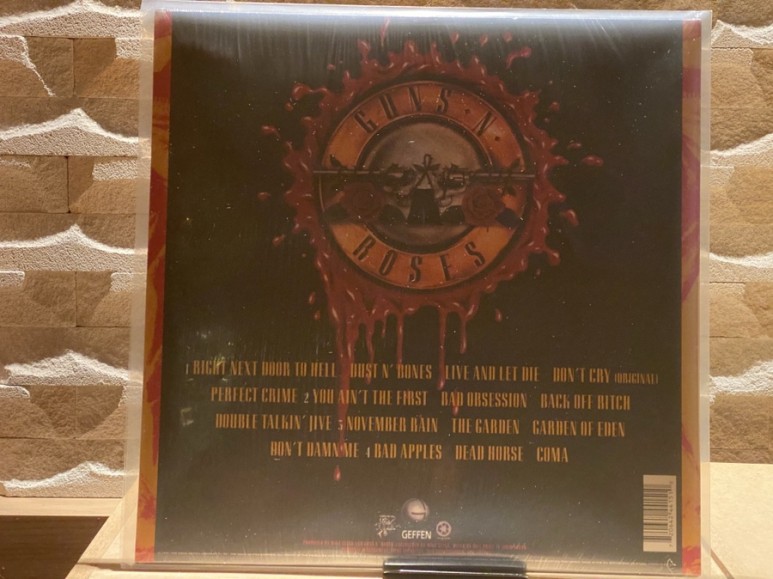 GUNS N' ROSES
1 RIGHT NEXT DOOR TO HELL DUST N' BONES LIVE AND LET DIE DON'T CRY (ORIGINAL)
PERFECT CRIME 2 YOU AIN'T THE FIRST BAD OBSESSION BACK OFF BITCH
DOUBLE TALKIN' JIVE 3 NOVEMBER RAIN THE GARDEN GARDEN OF EDEN
DON'T DAMN ME 4 BAD APPLES DEAD HORSE COMA
GEFFEN